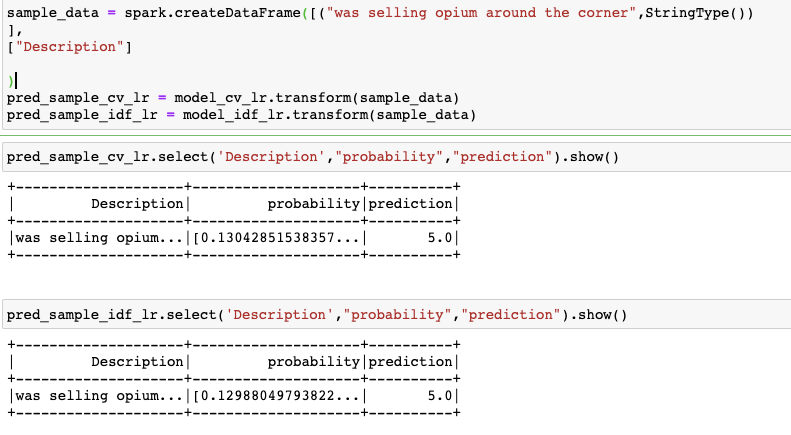 sample_data = spark.createDataFrame([("was selling opium around the corner",StringType())
],
["Description"]
)
pred_sample_cv_lr = model_cv_lr.transform(sample_data)
pred_sample_idf_lr = model_idf_lr.transform(sample_data)
pred_sample_cv_lr.select('Description',"probability","prediction").show()
+--------------------+--------------------+----------+
|         Description|         probability|prediction|
+--------------------+--------------------+----------+
|was selling opium...|[0.13042851538357...|       5.0|
+--------------------+--------------------+----------+
pred_sample_idf_lr.select('Description',"probability","prediction").show()
+--------------------+--------------------+----------+
|         Description|         probability|prediction|
+--------------------+--------------------+----------+
|was selling opium...|[0.12988049793822...|       5.0|
+--------------------+--------------------+----------+